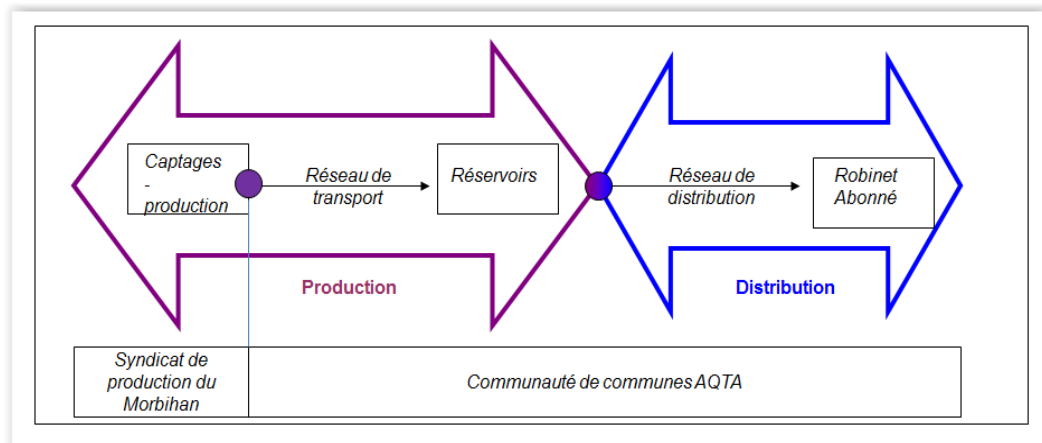 Captages
-
production
Réseau de
transport
Réservoirs
Réseau de
distribution
Robinet
Abonné
Production
Distribution
Syndicat de
production du
Morbihan
Communauté de communes AQTA